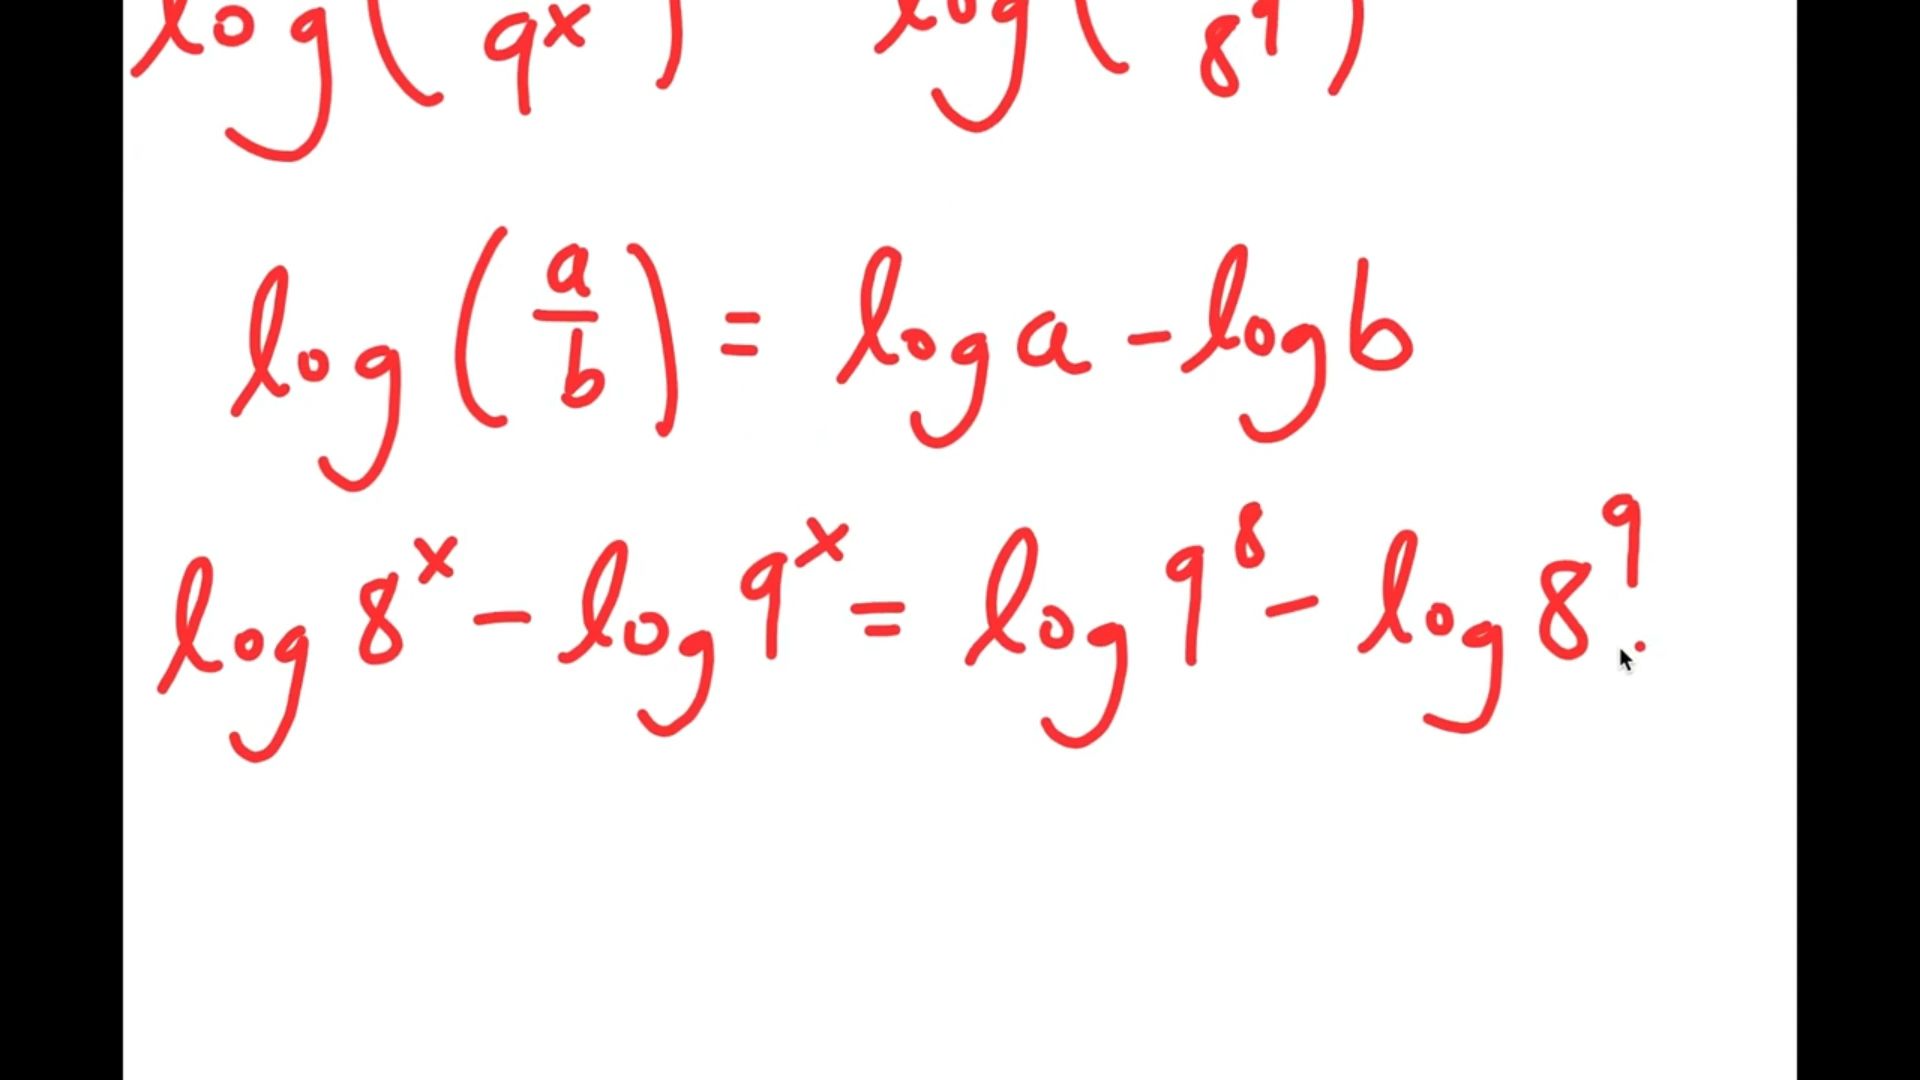 log( 9^x ) log( 8^9 )
log (a/b) = log a - log b
log 8^x - log 9^x = log 9^8 - log 8^9.